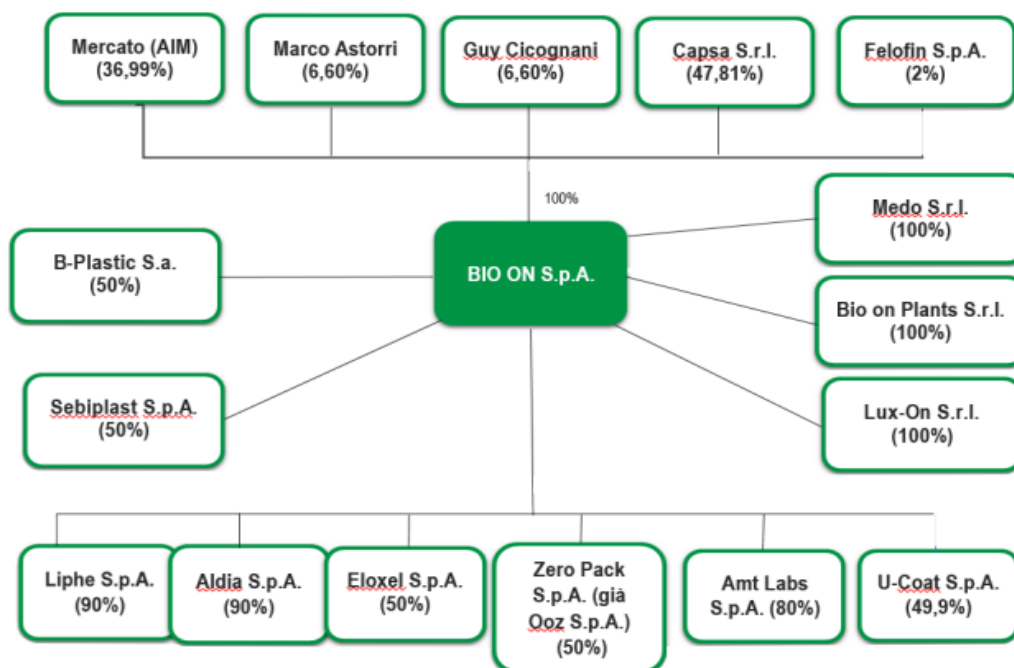 Mercato (AIM)
(36,99%)
Marco Astorri
(6,60%)
Guy Cicognani
(6,60%)
Capsa S.r.l.
(47,81%)
Felofin S.p.A.
(2%)
100%
Medo S.r.l.
(100%)
B-Plastic S.a.
(50%)
BIO ON S.p.A.
Bio on Plants S.r.l.
(100%)
Sebiplast S.p.A.
(50%)
Lux-On S.r.l.
(100%)
Liphe S.p.A.
(90%)
Aldia S.p.A.
(90%)
Eloxel S.p.A.
(50%)
Zero Pack
S.p.A. (già
Ooz S.p.A.)
(50%)
Amt Labs
S.p.A. (80%)
U-Coat S.p.A.
(49,9%)